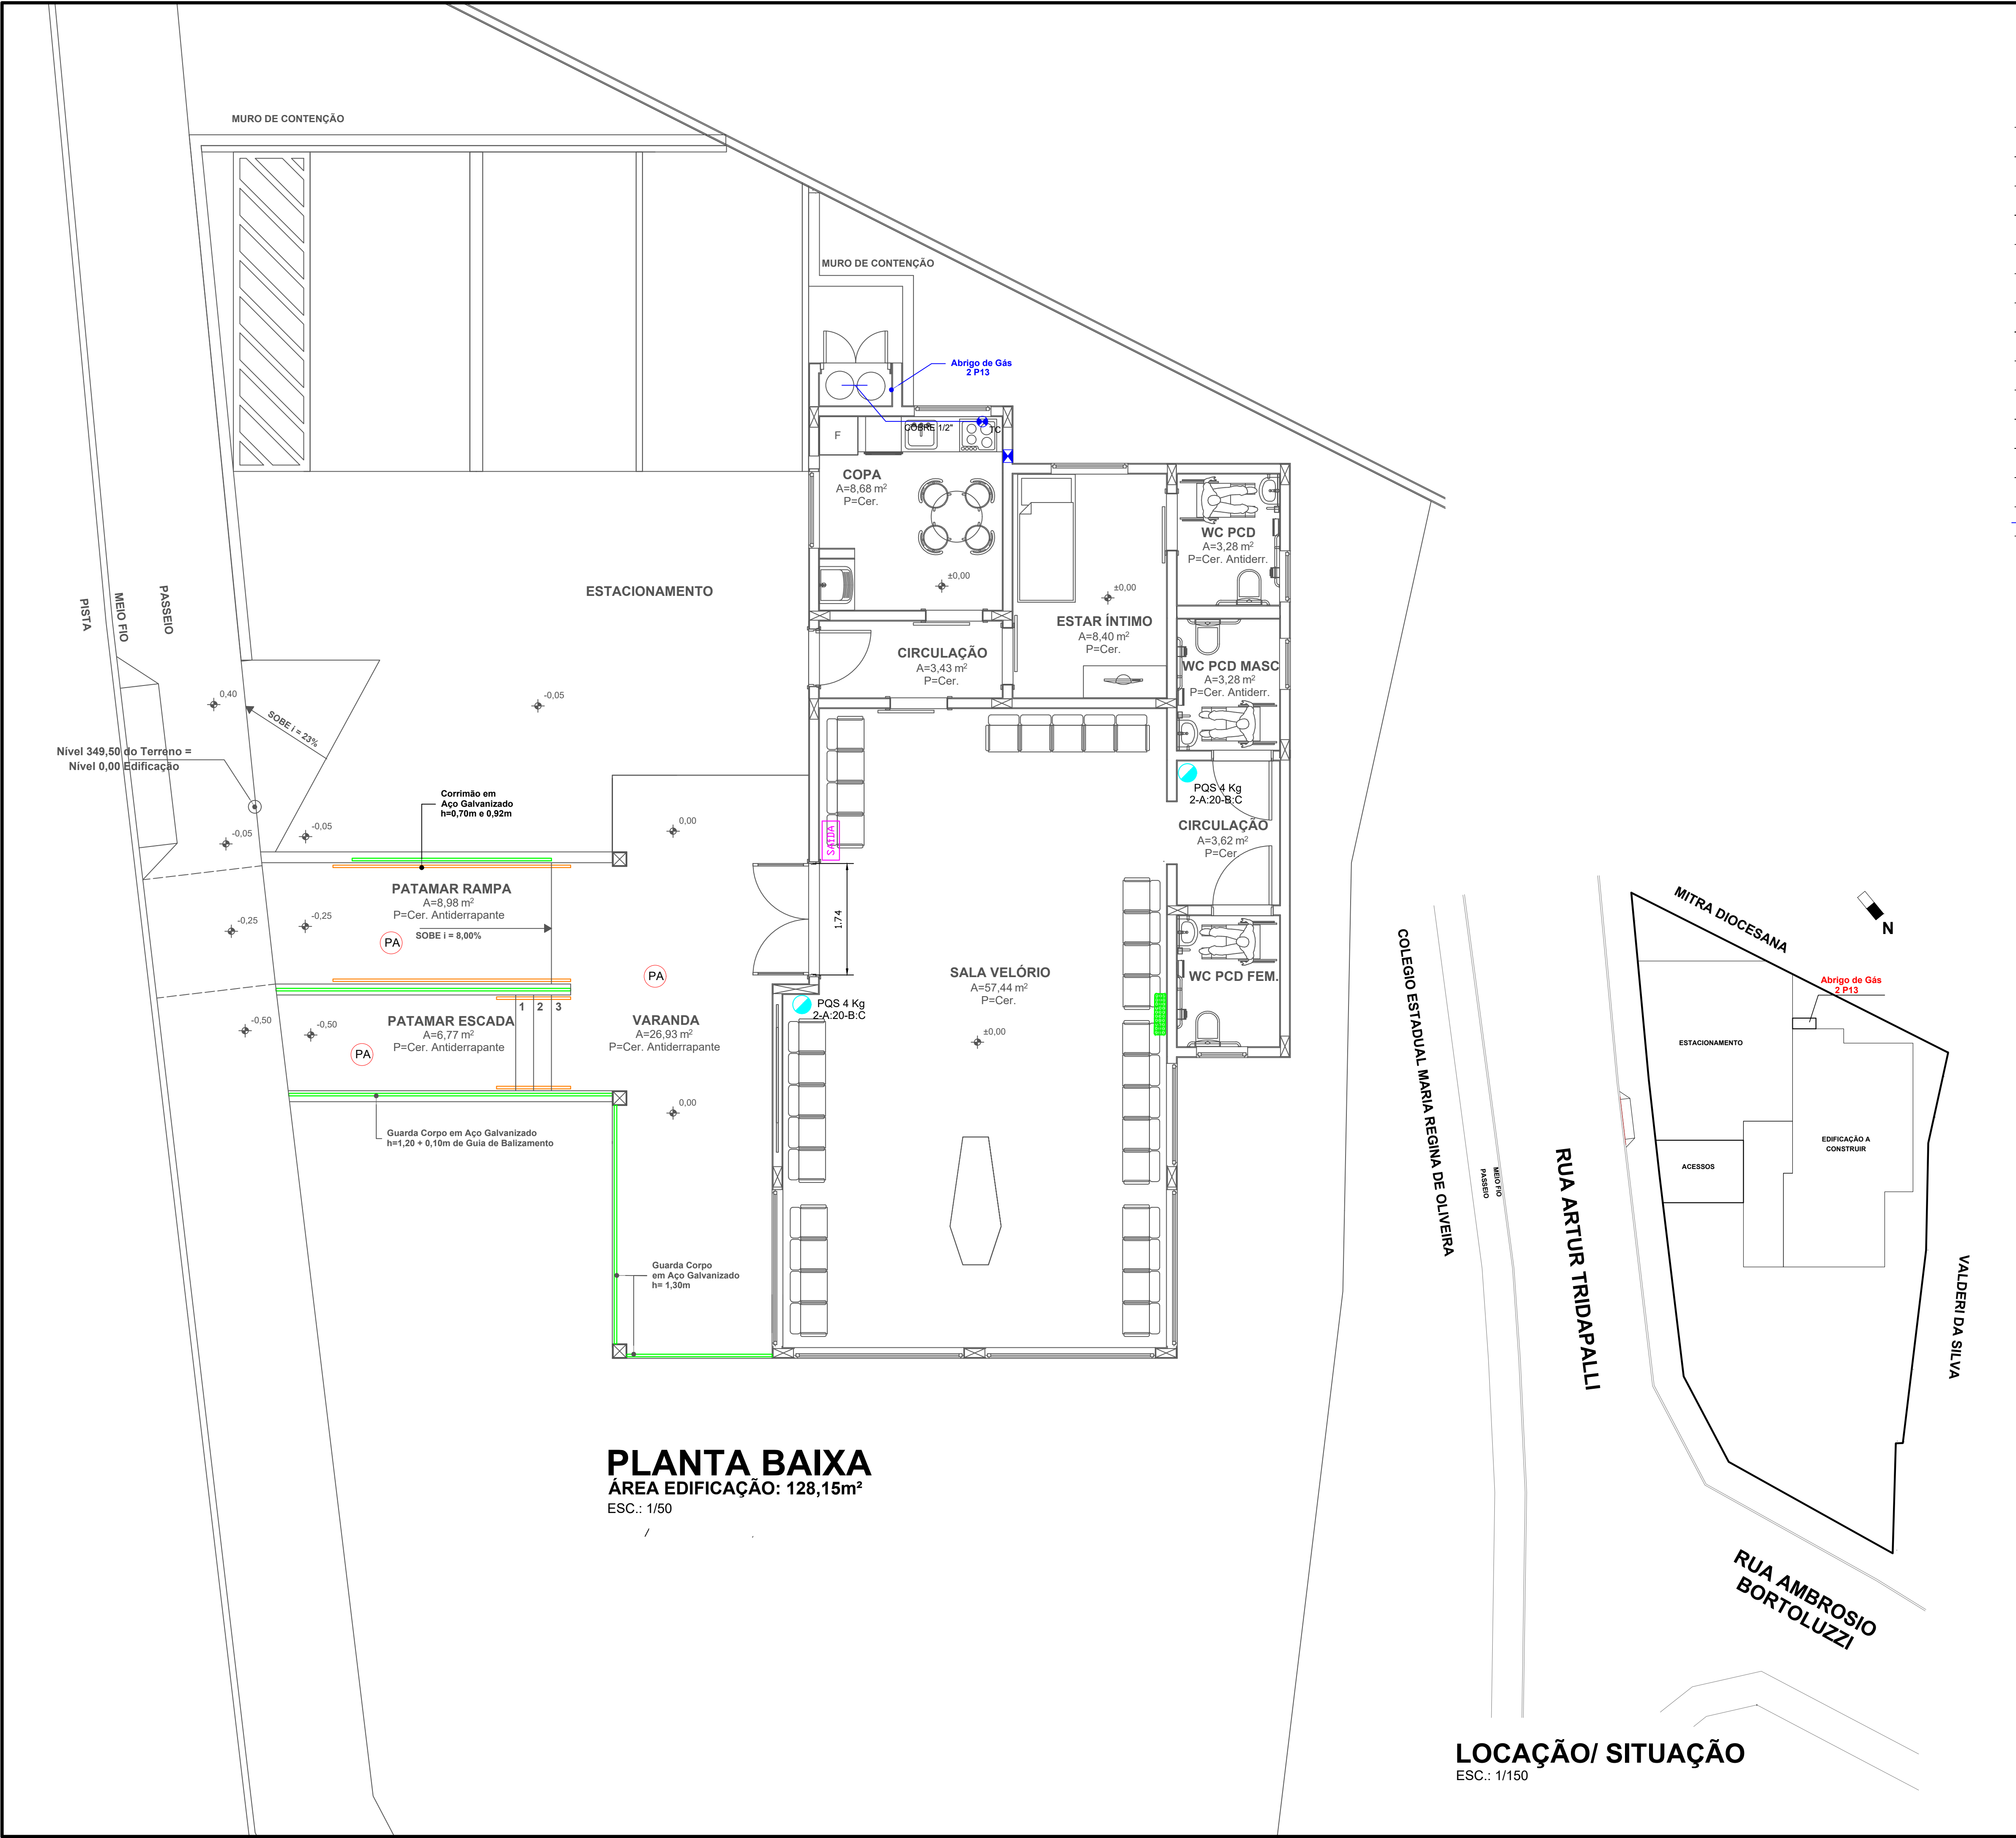 MURO DE CONTENÇÃO
MURO DE CONTENÇÃO
Abrigo de Gás
2 P13
COBRE 1/2"
TC
F
COPA
A=8,68 m²
P=Cer.
±0,00
ESTACIONAMENTO
WC PCD
A=3,28 m²
P=Cer. Antiderr.
±0,00
ESTAR ÍNTIMO
A=8,40 m²
P=Cer.
CIRCULAÇÃO
A=3,43 m²
P=Cer.
WC PCD MASC
A=3,28 m²
P=Cer. Antiderr.
PISTA
MEIO FIO
PASSEIO
0,40
-0,05
SOBE i = 23%
Nível 349,50 do Terreno =
Nível 0,00 Edificação
Corrimão em
Aço Galvanizado
h=0,70m e 0,92m
-0,05
-0,05
0,00
SAÍDA
PQS 4 Kg
2-A:20-B:C
CIRCULAÇÃO
A=3,62 m²
P=Cer
PATAMAR RAMPA
A=8,98 m²
P=Cer. Antiderrapante
SOBE i = 8,00%
PA
-0,25
-0,25
1.74
PA
SALA VELÓRIO
A=57,44 m²
P=Cer.
±0,00
WC PCD FEM.
PQS 4 Kg
2-A:20-B:C
1 2 3
PATAMAR ESCADA
A=6,77 m²
P=Cer. Antiderrapante
PA
-0,50
-0,50
VARANDA
A=26,93 m²
P=Cer. Antiderrapante
0,00
Guarda Corpo em Aço Galvanizado
h=1,20 + 0,10m de Guia de Balizamento
Guarda Corpo
em Aço Galvanizado
h= 1,30m
PLANTA BAIXA
ÁREA EDIFICAÇÃO: 128,15m²
ESC.: 1/50
MITRA DIOCESANA
N
Abrigo de Gás
2 P13
ESTACIONAMENTO
EDIFICAÇÃO A
CONSTRUIR
ACESSOS
COLEGIO ESTADUAL MARIA REGINA DE OLIVEIRA
MEIO FIO
PASSEIO
RUA ARTUR TRIDAPALLI
VALDERI DA SILVA
RUA AMBROSIO
BORTOLUZZI
LOCAÇÃO/ SITUAÇÃO
ESC.: 1/150